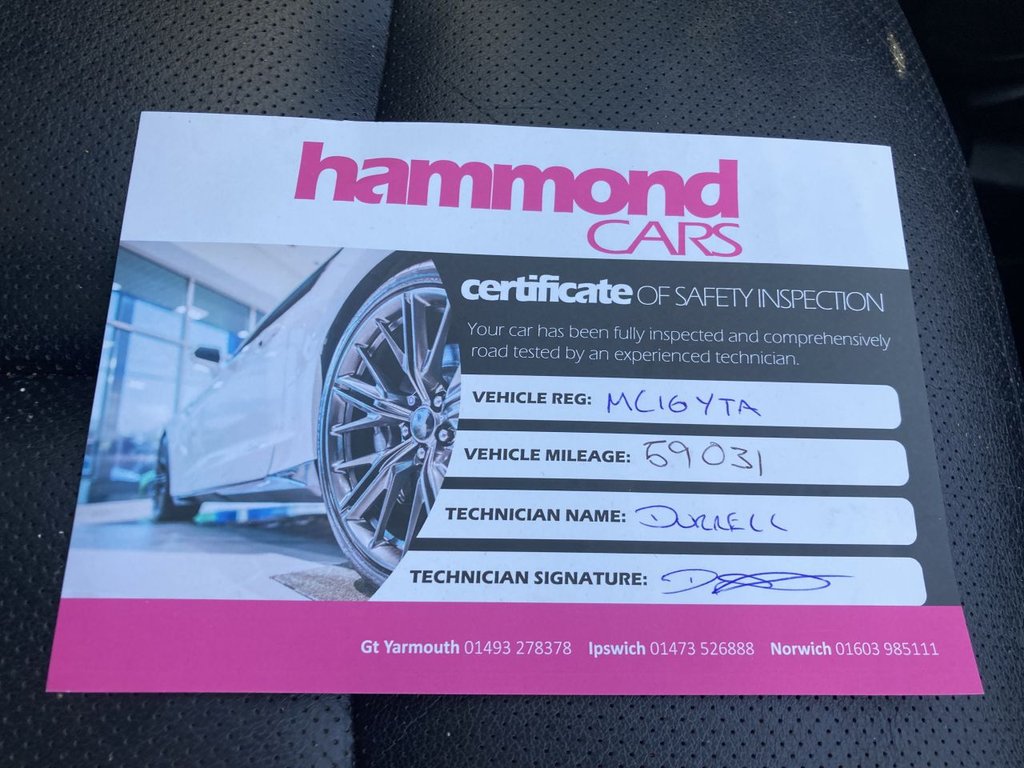 hammond
CARS
certificate OF SAFETY INSPECTION
Your car has been fully inspected and comprehensively
road tested by an experienced technician.
VEHICLE REG: MC16YTA
VEHICLE MILEAGE: 59031
TECHNICIAN NAME: DURRELL
TECHNICIAN SIGNATURE:
Gt Yarmouth 01493 278378 Ipswich 01473 526888 Norwich 01603 985111